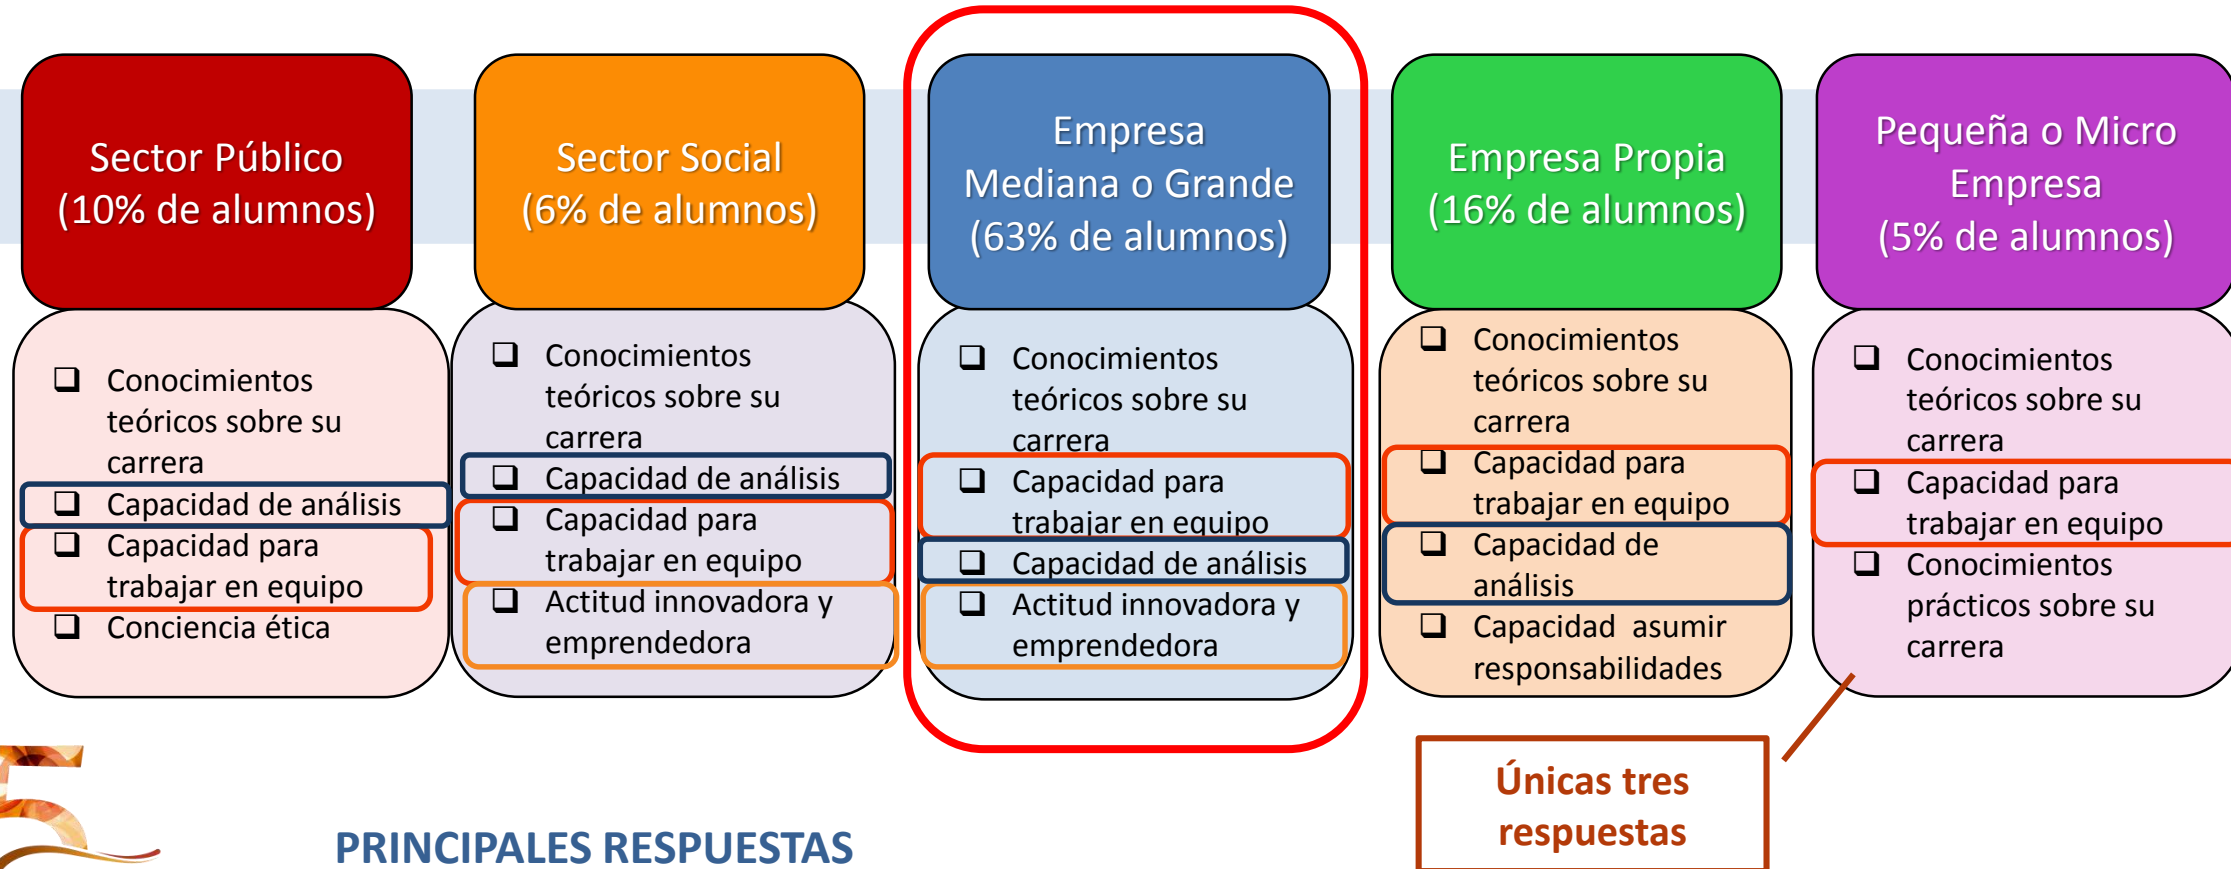 Sector Público
(10% de alumnos)
Conocimientos
teóricos sobre su
carrera
Capacidad de análisis
Capacidad para
trabajar en equipo
Conciencia ética
Sector Social
(6% de alumnos)
Conocimientos
teóricos sobre su
carrera
Capacidad de análisis
Capacidad para
trabajar en equipo
Actitud innovadora y
emprendedora
Empresa
Mediana o Grande
(63% de alumnos)
Conocimientos
teóricos sobre su
carrera
Capacidad para
trabajar en equipo
Capacidad de análisis
Actitud innovadora y
emprendedora
Empresa Propia
(16% de alumnos)
Conocimientos
teóricos sobre su
carrera
Capacidad para
trabajar en equipo
Capacidad de
análisis
Capacidad asumir
responsabilidades
Pequeña o Micro
Empresa
(5% de alumnos)
Conocimientos
teóricos sobre su
carrera
Capacidad para
trabajar en equipo
Conocimientos
prácticos sobre su
carrera
Únicas tres
respuestas
5
PRINCIPALES RESPUESTAS